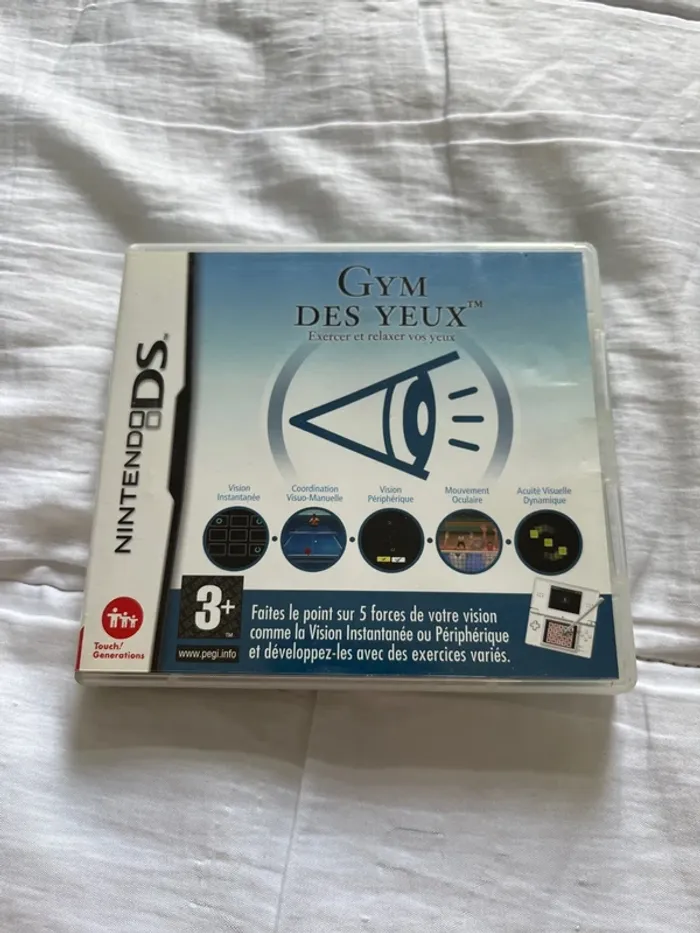 GYM
DES YEUX™
Exercer et relaxer vos yeux
NINTENDO DS™
Vision
Instantanée
Coordination
Visuo-Manuelle
Vision
Périphérique
Mouvement
Oculaire
Acuité Visuelle
Dynamique
3+
TM
www.pegi.info
Touch!
Generations
Faites le point sur 5 forces de votre vision
comme la Vision Instantanée ou Périphérique
et développez-les avec des exercices variés.